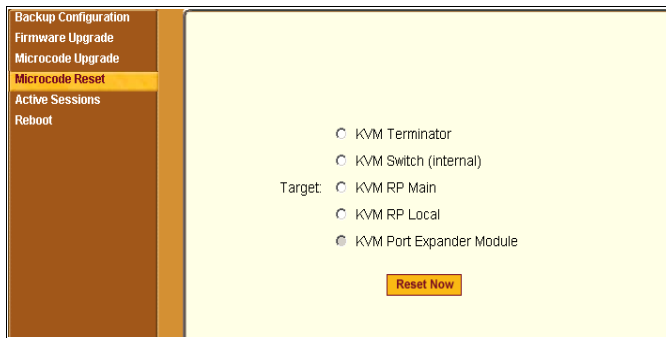 Backup Configuration
Firmware Upgrade
Microcode Upgrade
Microcode Reset
Active Sessions
Reboot
KVM Terminator
KVM Switch (internal)
Target: KVM RP Main
KVM RP Local
KVM Port Expander Module
Reset Now